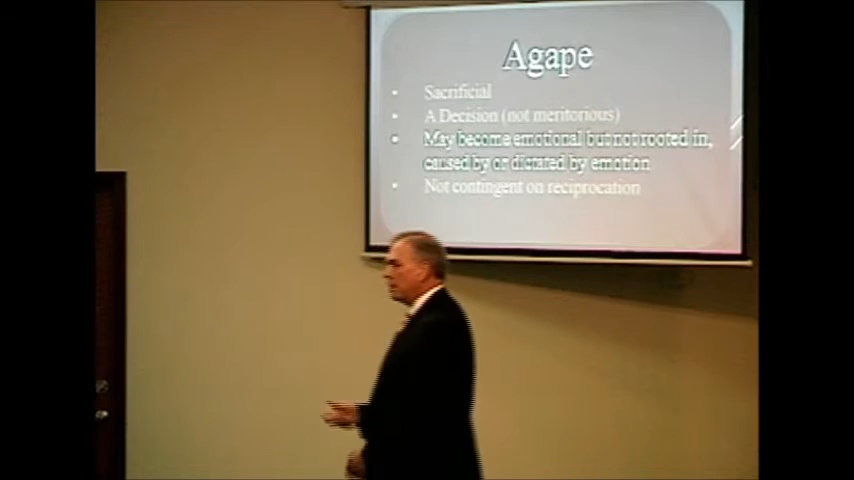 Agape
• Sacrificial
• A Decision (not meritorious)
• May become emotional but not rooted in,
caused by or dictated by emotion
• Not contingent on reciprocation